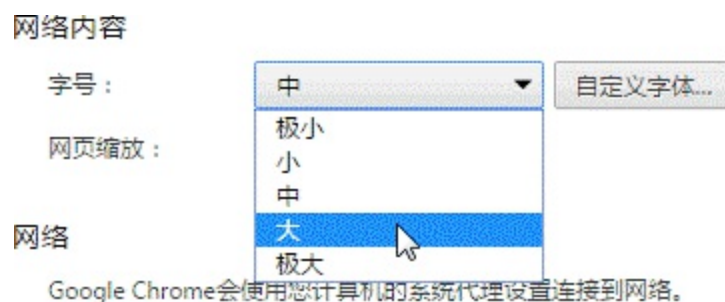 网络内容
字号： 中 自定义字体...
极小
网页缩放：
小
中
大
网络
极大
Google Chrome会使用您计算机的系统代理设置连接到网络。